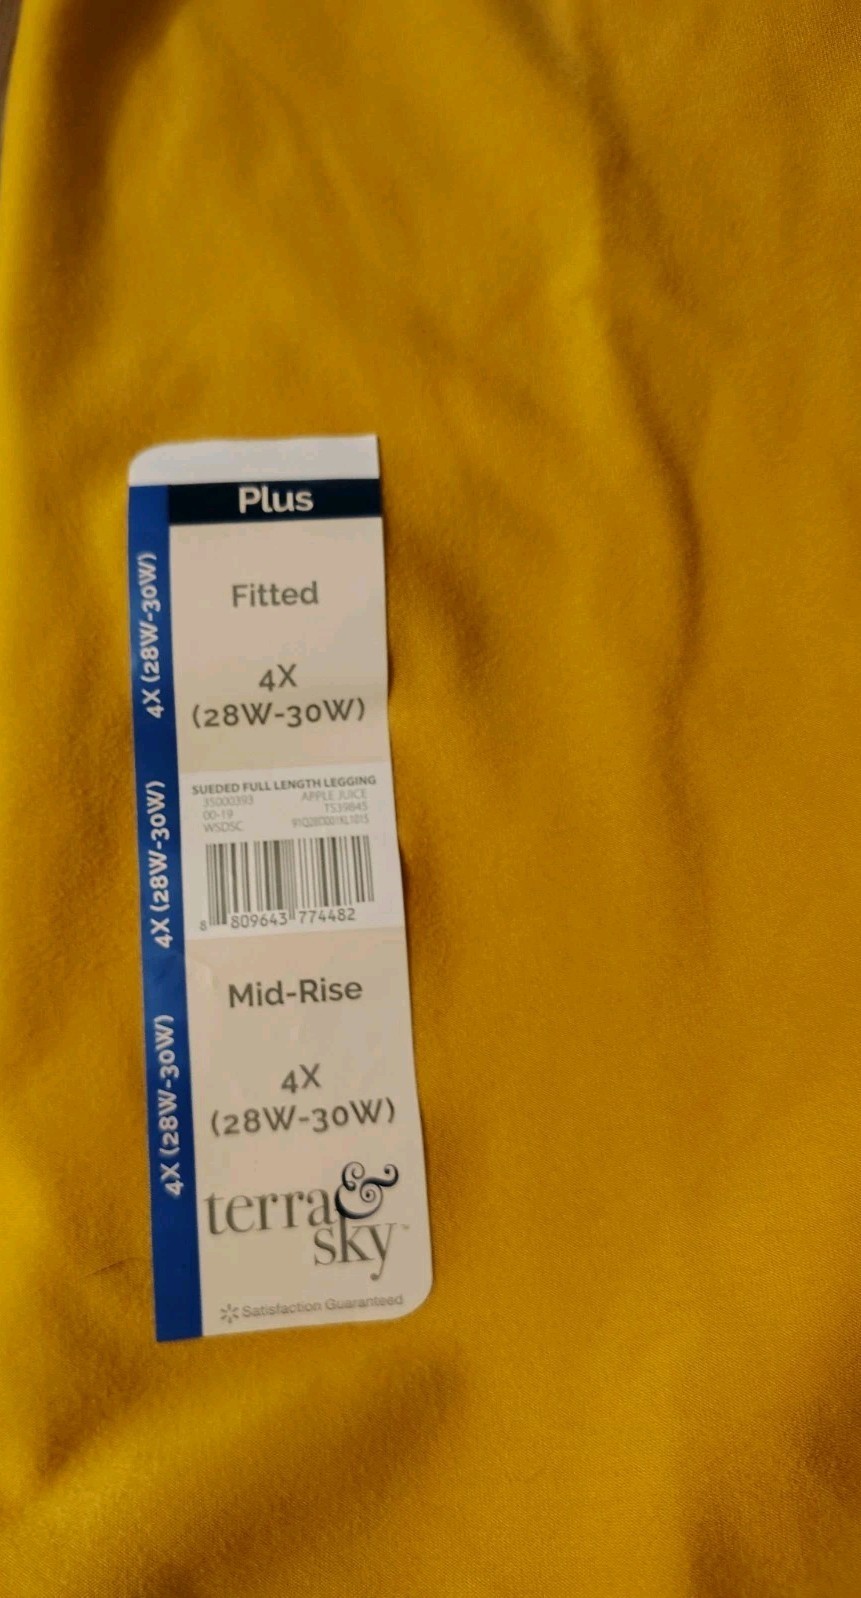 Plus
4X (28W-30W)
4X (28W-30W)
4X (28W-30W)
Fitted
4X
(28W-30W)
SUEDED FULL LENGTH LEGGING
35000393 APPLE JUICE
00-19 TS39845
WSDSC
8 809643 774482
Mid-Rise
4X
(28W-30W)
terra &
sky™
Satisfaction Guaranteed